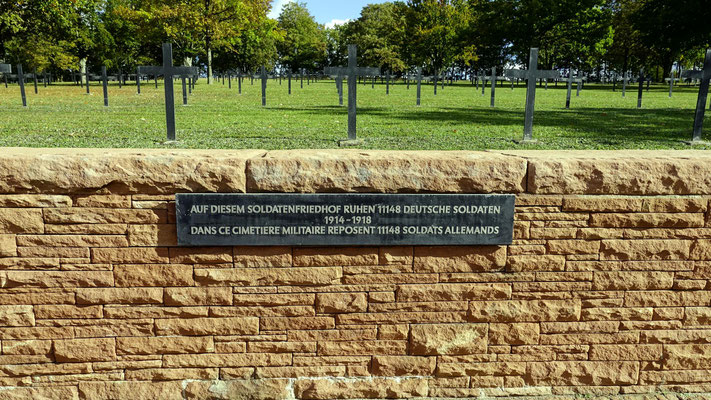 AUF DIESEM SOLDATENFRIEDHOF RUHEN 11148 DEUTSCHE SOLDATEN
1914-1918
DANS CE CIMETIERE MILITAIRE REPOSENT 11148 SOLDATS ALLEMANDS